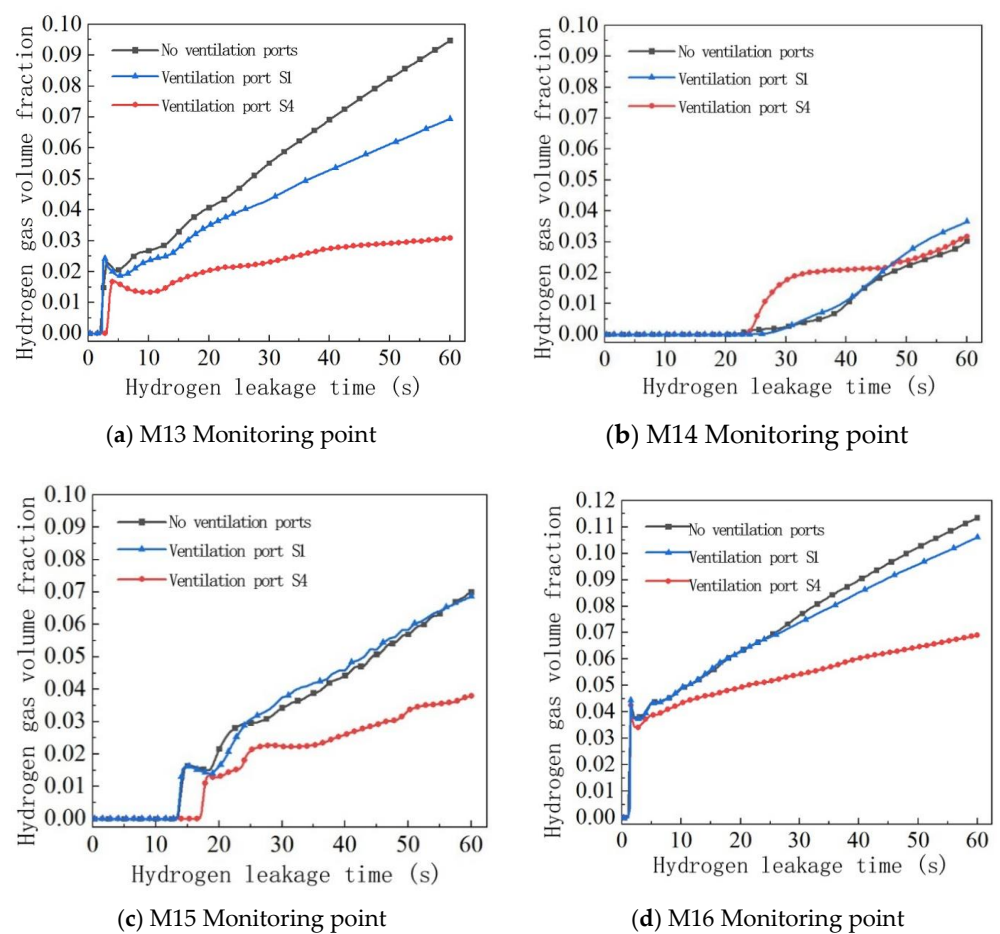 Hydrogen gas volume fraction
0.10
0.09
0.08
0.07
0.06
0.05
0.04
0.03
0.02
0.01
0.00
No ventilation ports
Ventilation port S1
Ventilation port S4
0 10 20 30 40 50 60
Hydrogen leakage time (s)
(a) M13 Monitoring point
Hydrogen gas volume fraction
0.10
0.09
0.08
0.07
0.06
0.05
0.04
0.03
0.02
0.01
0.00
No ventilation ports
Ventilation port S1
Ventilation port S4
0 10 20 30 40 50 60
Hydrogen leakage time (s)
(b) M14 Monitoring point
Hydrogen gas volume fraction
0.10
0.09
0.08
0.07
0.06
0.05
0.04
0.03
0.02
0.01
0.00
No ventilation ports
Ventilation port S1
Ventilation port S4
0 10 20 30 40 50 60
Hydrogen leakage time (s)
(c) M15 Monitoring point
Hydrogen gas volume fraction
0.12
0.11
0.10
0.09
0.08
0.07
0.06
0.05
0.04
0.03
0.02
0.01
0.00
No ventilation ports
Ventilation port S1
Ventilation port S4
0 10 20 30 40 50 60
Hydrogen leakage time (s)
(d) M16 Monitoring point